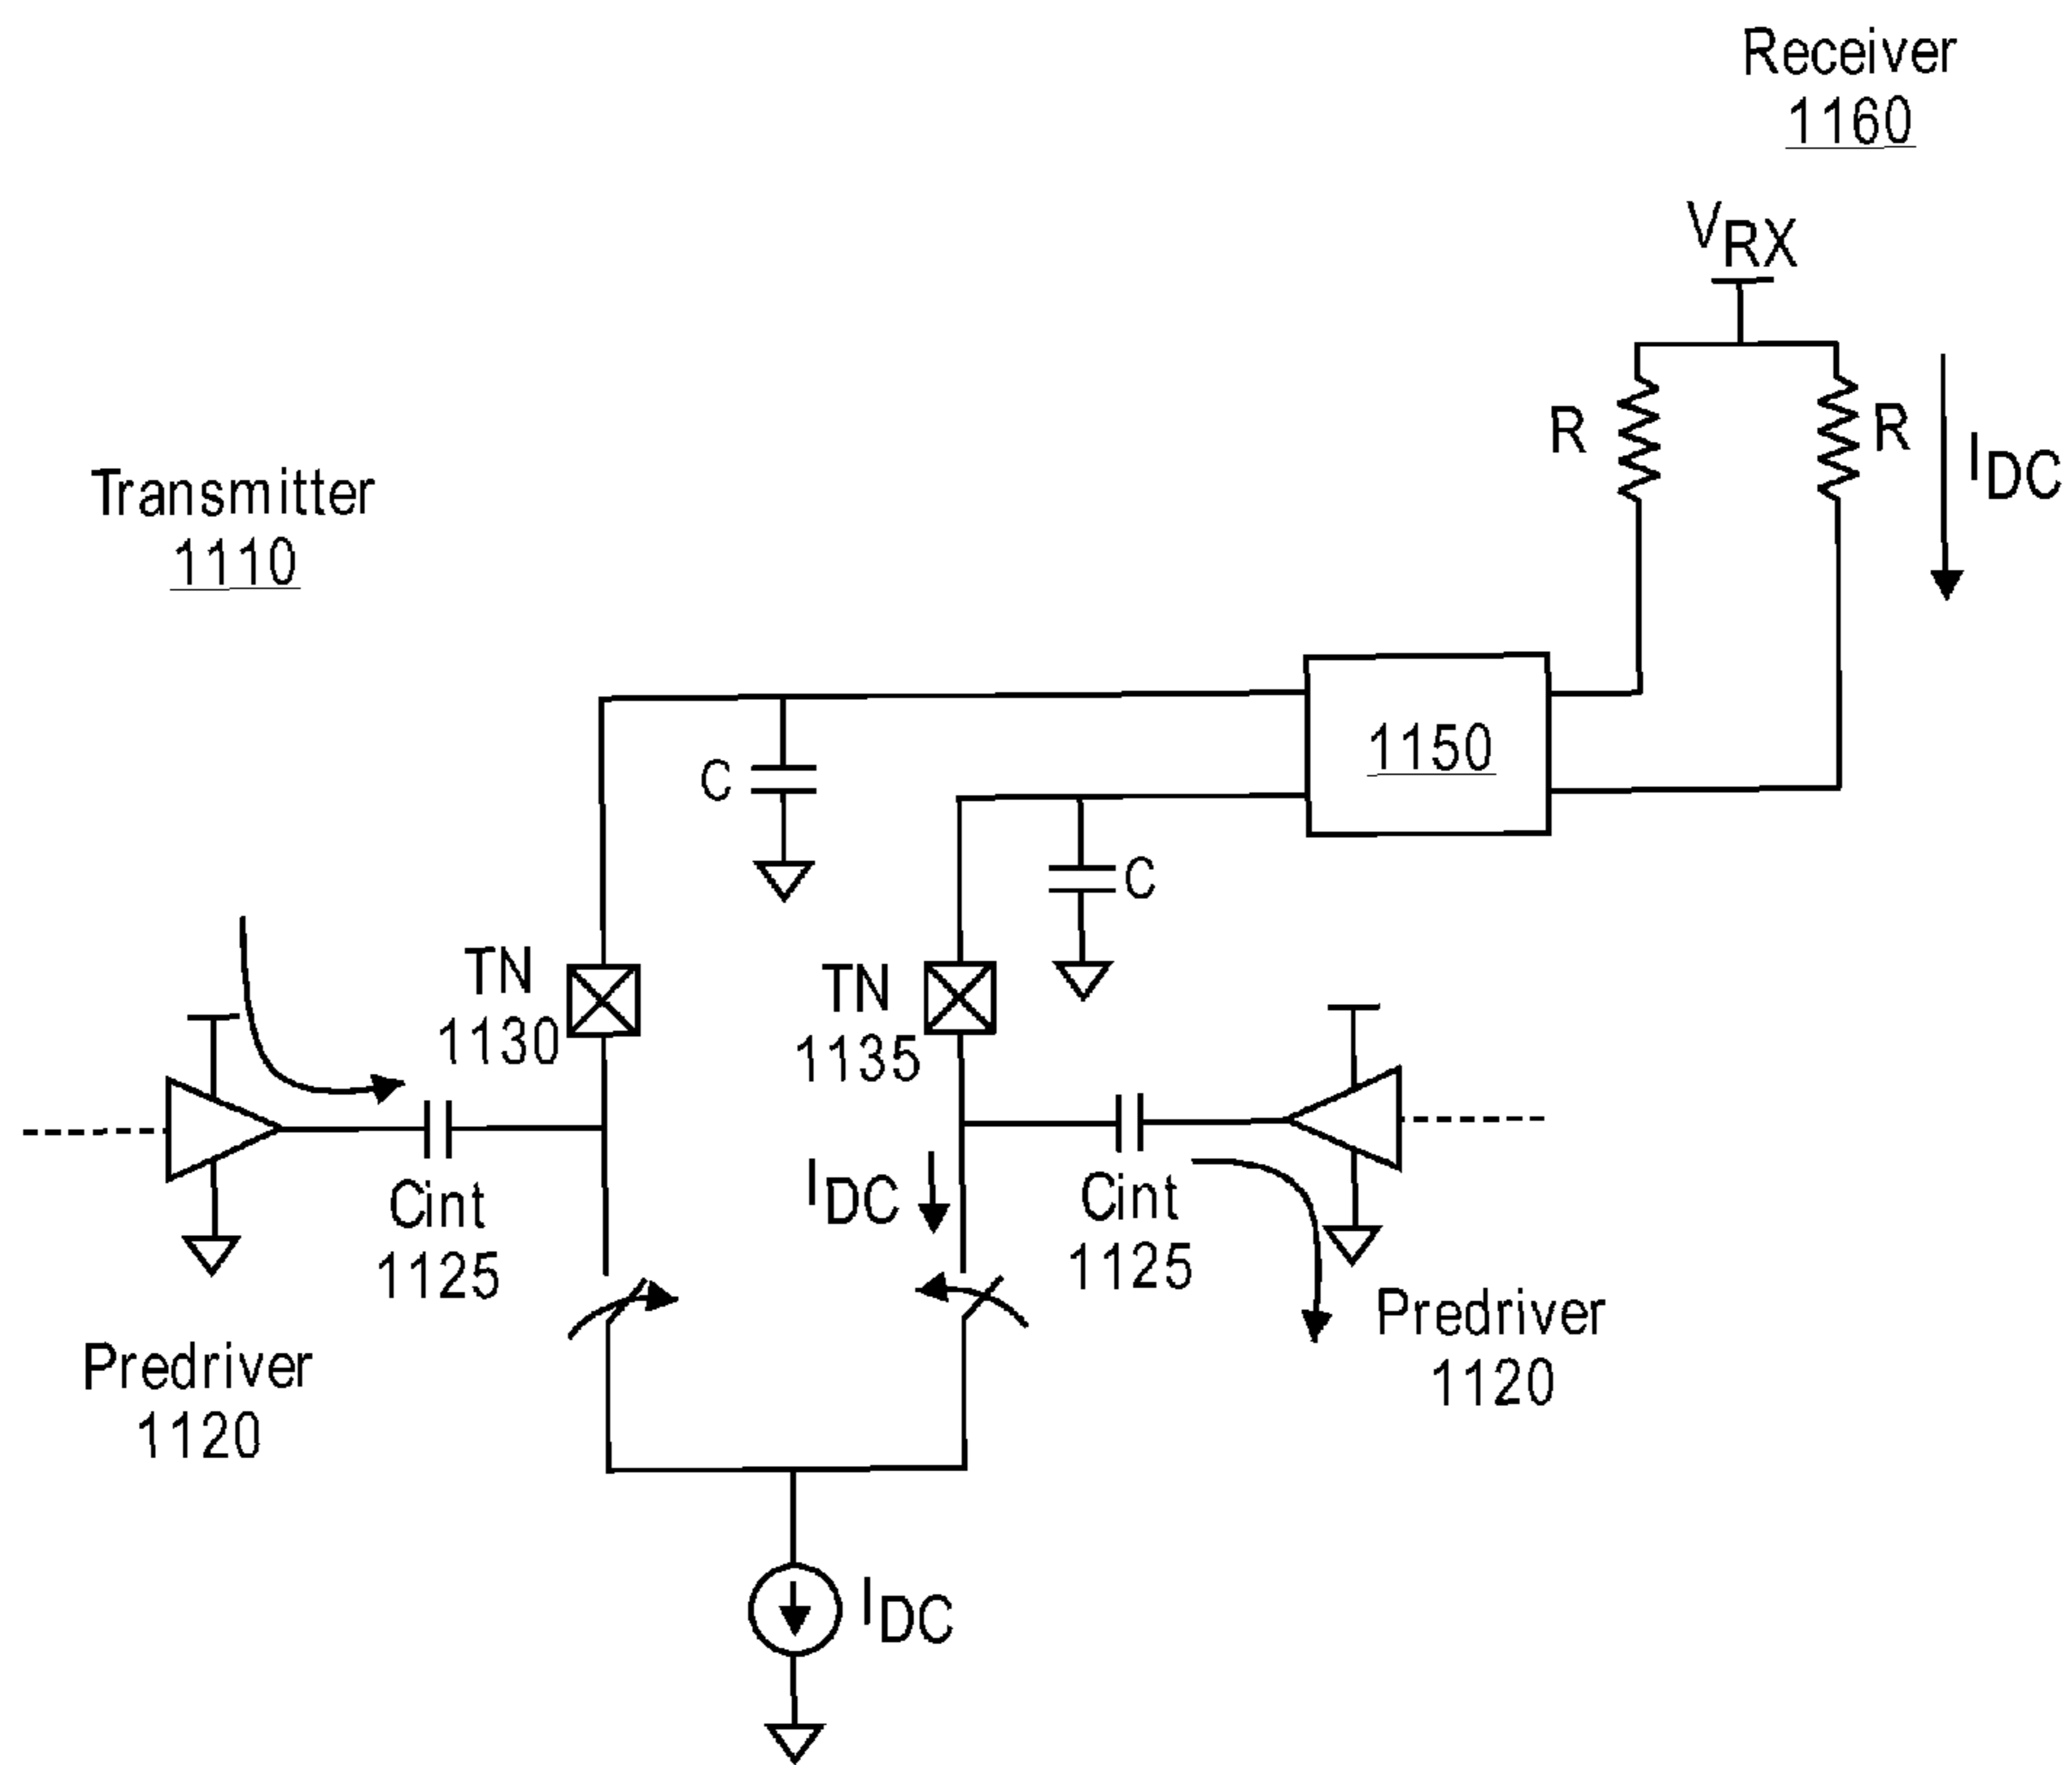 Receiver
1160
VRX
R
R
IDC
Transmitter
1110
1150
C
C
TN
1130
TN
1135
Cint
1125
IDC
Cint
1125
Predriver
1120
Predriver
1120
IDC